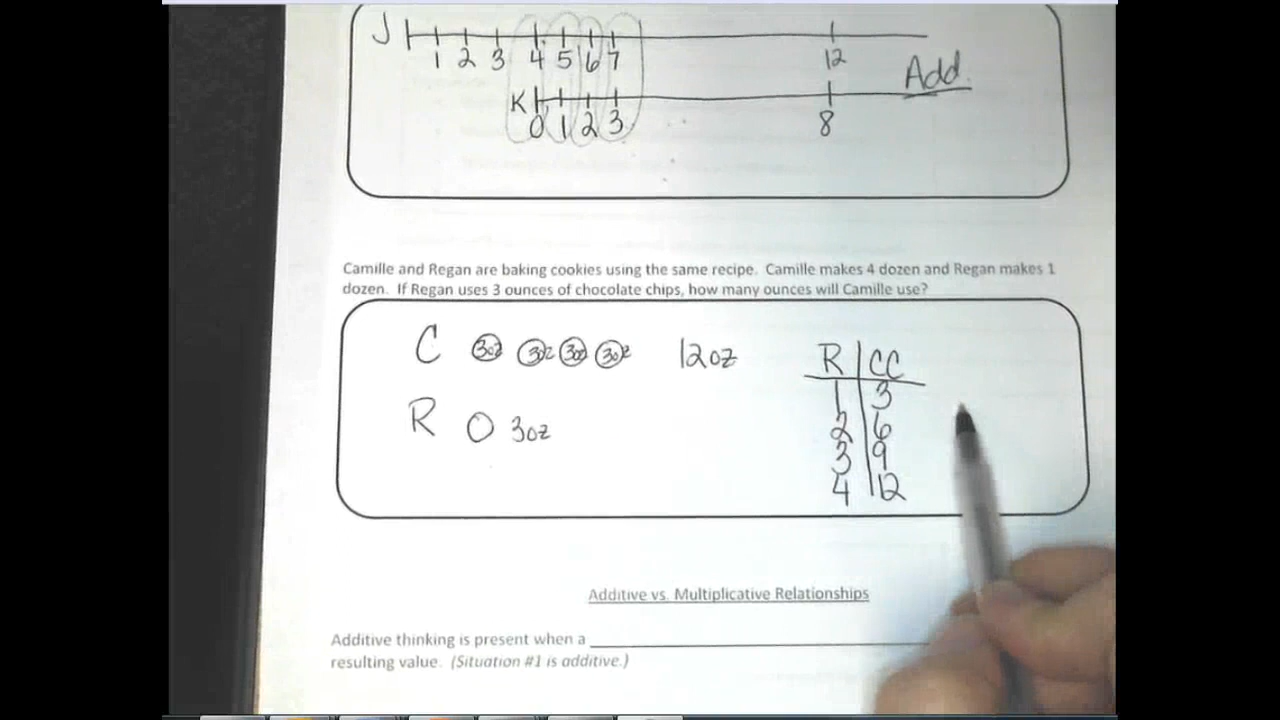 J
1 2 3 4 5 6 7 12
Add.
K
0 1 2 3 8
Camille and Regan are baking cookies using the same recipe. Camille makes 4 dozen and Regan makes 1
dozen. If Regan uses 3 ounces of chocolate chips, how many ounces will Camille use?
C 3oz 3oz 3oz 3oz 12oz
R 3oz
R CC
1 3
2 6
3 9
4 12
Additive vs. Multiplicative Relationships
Additive thinking is present when a
resulting value. (Situation #1 is additive.)